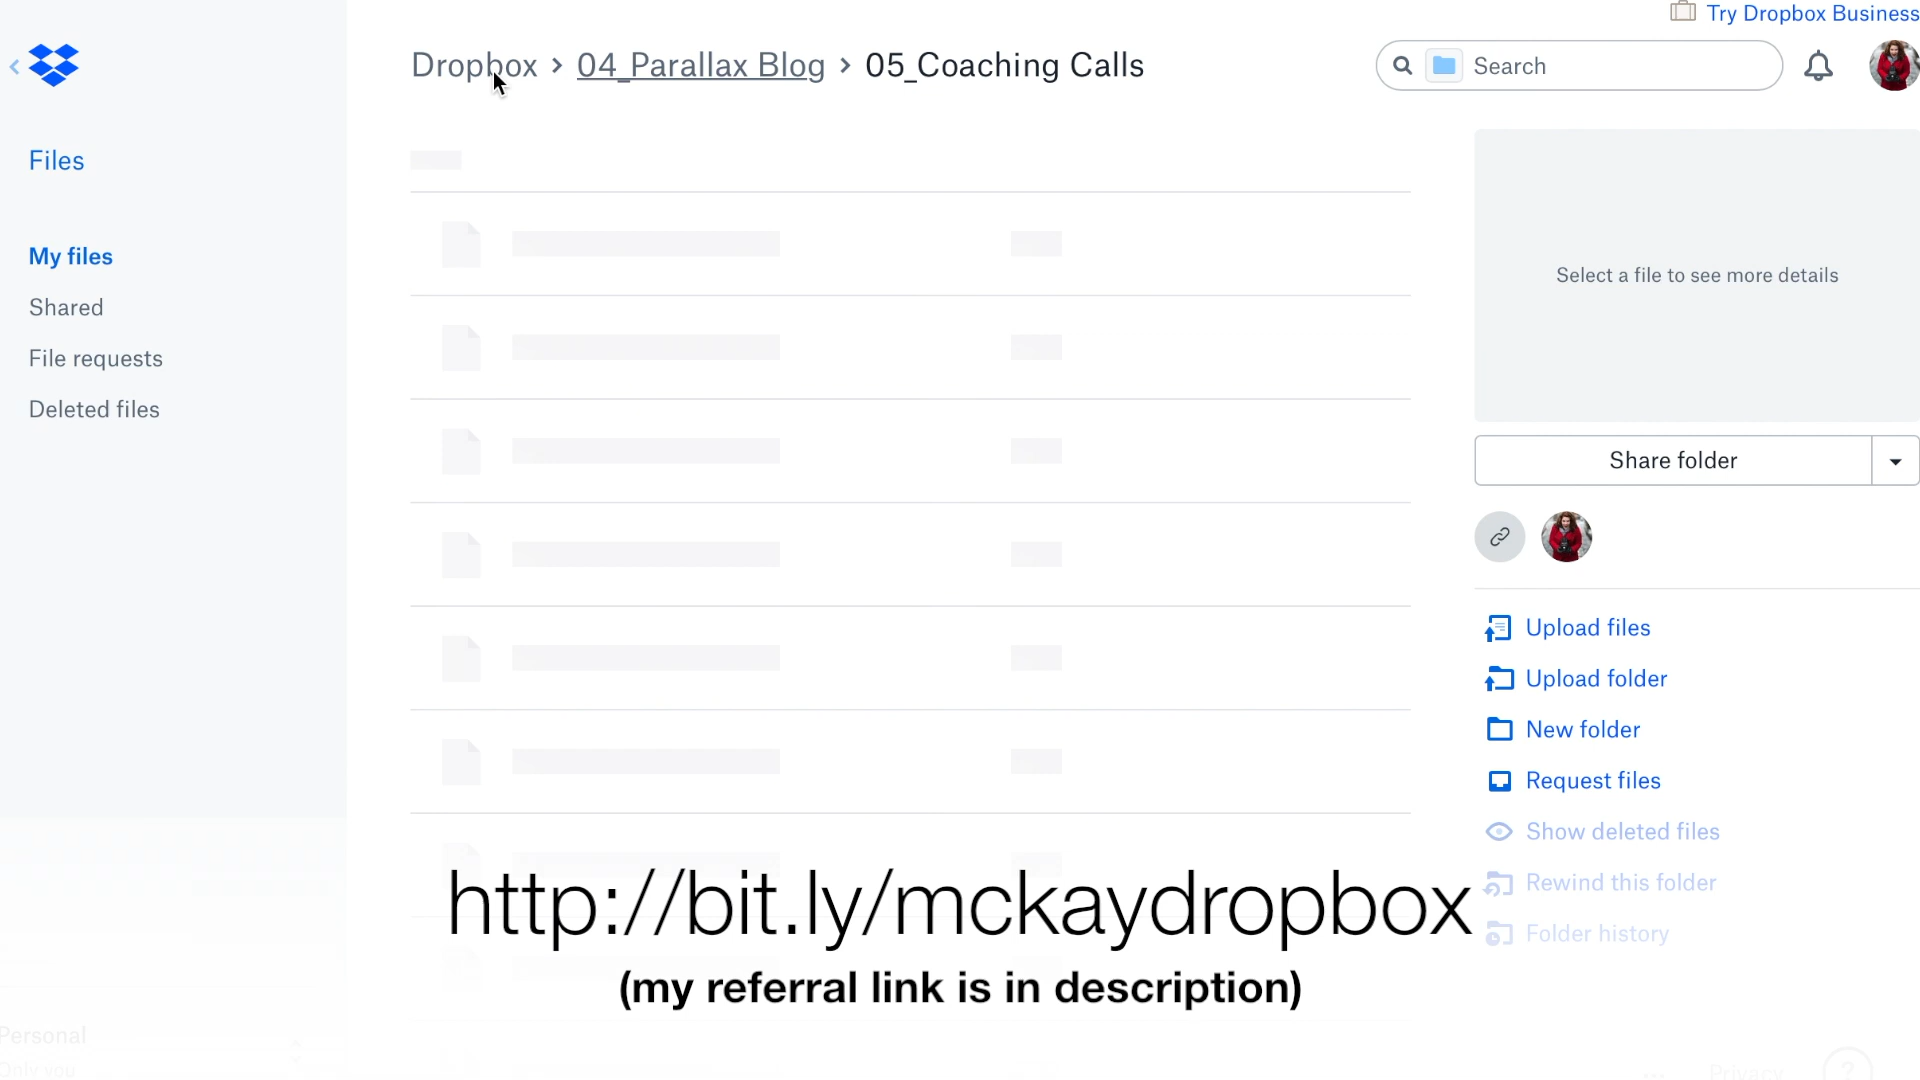 Try Dropbox Business
Dropbox › 04_Parallax Blog › 05_Coaching Calls
Search
Files
My files
Shared
File requests
Deleted files
Select a file to see more details
Share folder
Upload files
Upload folder
New folder
Request files
Show deleted files
Rewind this folder
Folder history
http://bit.ly/mckaydropbox
(my referral link is in description)
Personal
Only you
Privacy
?